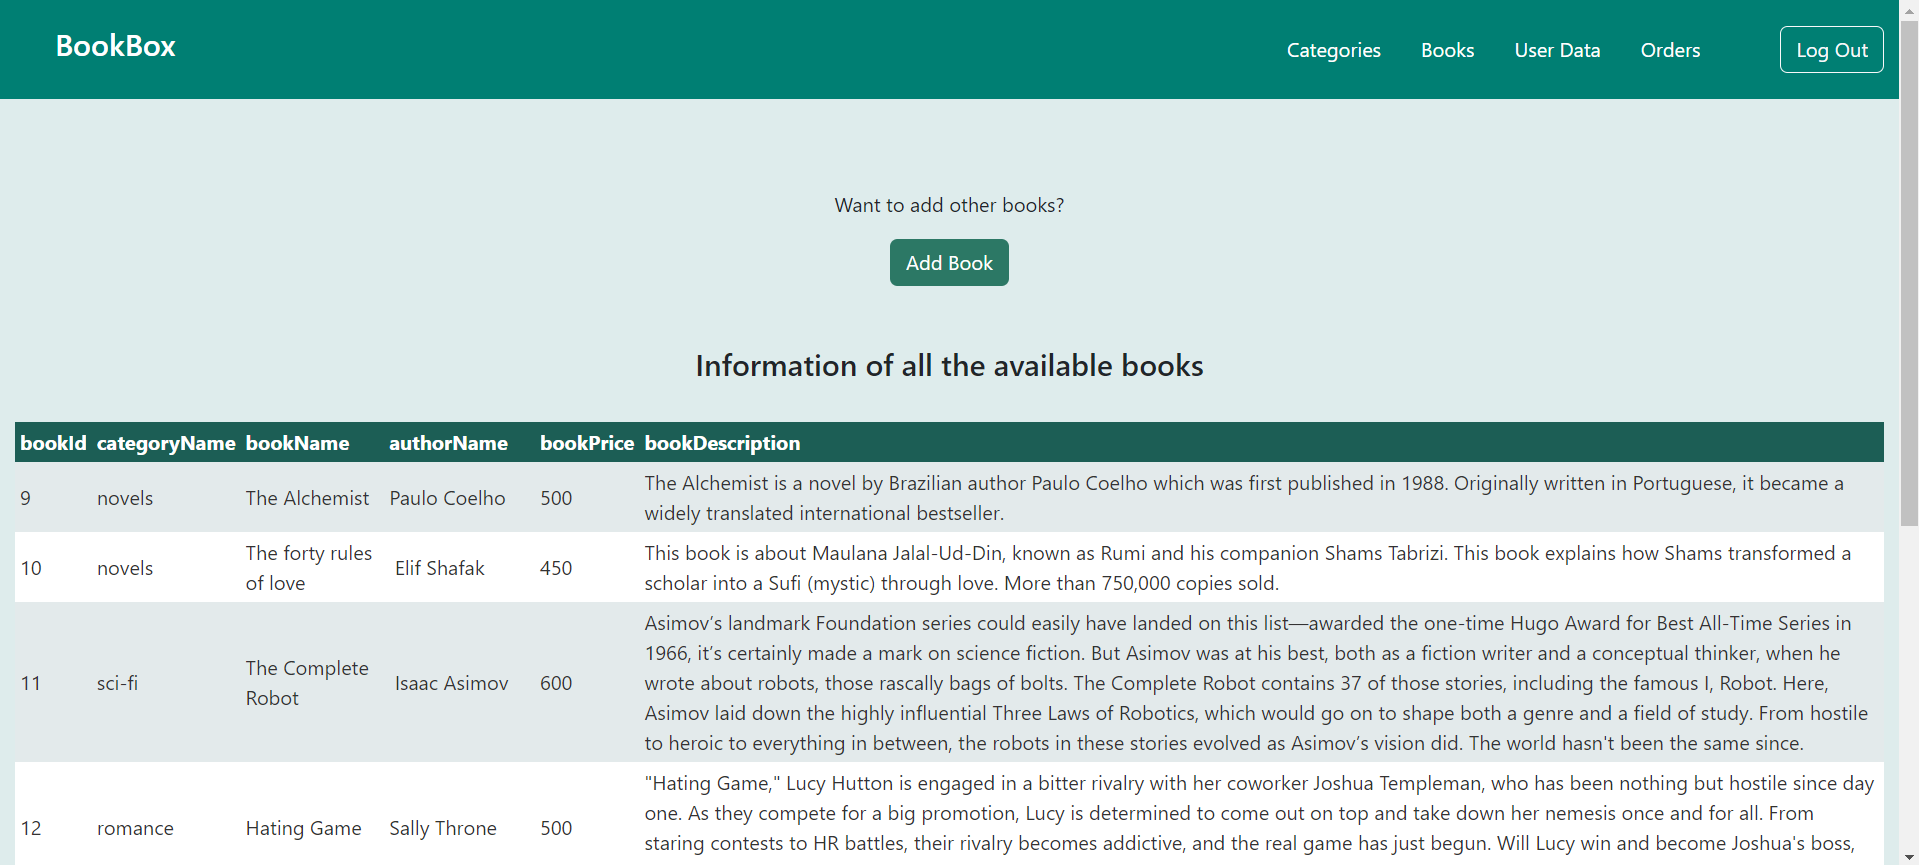 BookBox
Categories Books User Data Orders Log Out
Want to add other books?
Add Book
Information of all the available books
bookId categoryName bookName authorName bookPrice bookDescription
9 novels The Alchemist Paulo Coelho 500 The Alchemist is a novel by Brazilian author Paulo Coelho which was first published in 1988. Originally written in Portuguese, it became a
widely translated international bestseller.
10 novels The forty rules of love Elif Shafak 450 This book is about Maulana Jalal-Ud-Din, known as Rumi and his companion Shams Tabrizi. This book explains how Shams transformed a
scholar into a Sufi (mystic) through love. More than 750,000 copies sold.
11 sci-fi The Complete Robot Isaac Asimov 600 Asimov’s landmark Foundation series could easily have landed on this list—awarded the one-time Hugo Award for Best All-Time Series in
1966, it’s certainly made a mark on science fiction. But Asimov was at his best, both as a fiction writer and a conceptual thinker, when he
wrote about robots, those rascally bags of bolts. The Complete Robot contains 37 of those stories, including the famous I, Robot. Here,
Asimov laid down the highly influential Three Laws of Robotics, which would go on to shape both a genre and a field of study. From hostile
to heroic to everything in between, the robots in these stories evolved as Asimov’s vision did. The world hasn't been the same since.
12 romance Hating Game Sally Throne 500 "Hating Game," Lucy Hutton is engaged in a bitter rivalry with her coworker Joshua Templeman, who has been nothing but hostile since day
one. As they compete for a big promotion, Lucy is determined to come out on top and take down her nemesis once and for all. From
staring contests to HR battles, their rivalry becomes addictive, and the real game has just begun. Will Lucy win and become Joshua's boss,